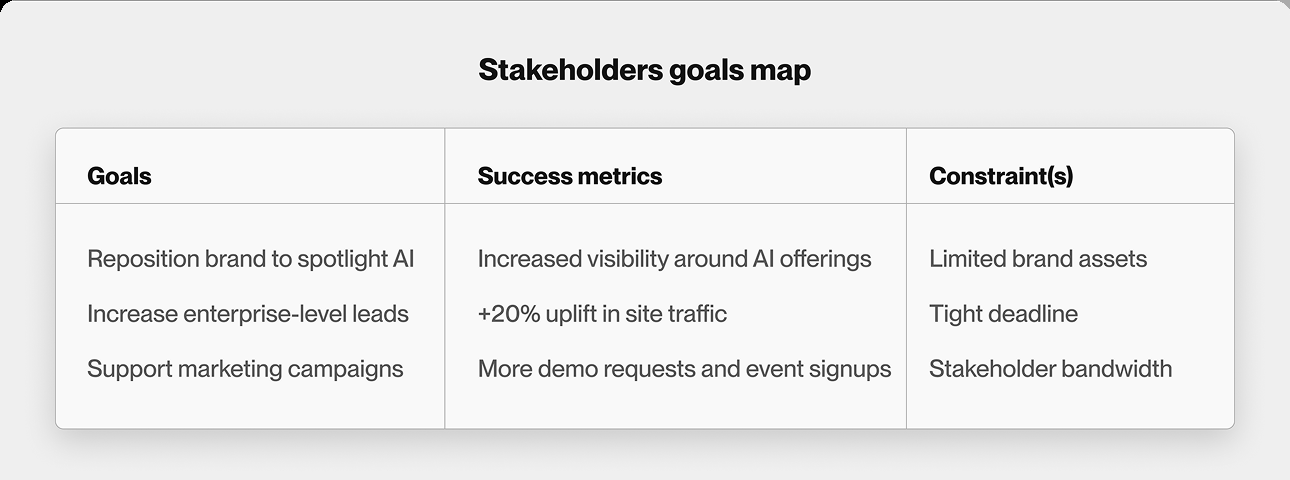 Stakeholders goals map
Goals
Success metrics
Constraint(s)
Reposition brand to spotlight AI
Increased visibility around AI offerings
Limited brand assets
Increase enterprise-level leads
+20% uplift in site traffic
Tight deadline
Support marketing campaigns
More demo requests and event signups
Stakeholder bandwidth